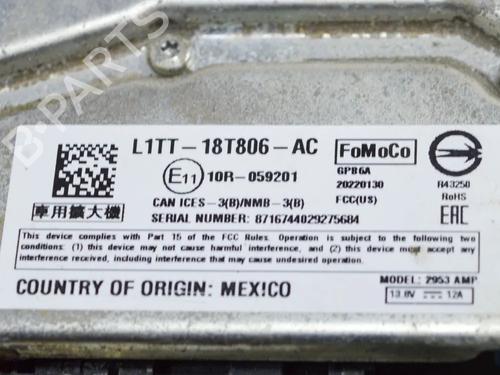 L1TT-18T806-AC
FoMoCo
E11 10R-059201
GPB6A
20220130
FCC(US)
R43250
RoHS
EAC
車用擴大機
CAN ICES-3(B)/NMB-3(B)
SERIAL NUMBER: 8716744029275684
This device complies with Part 15 of the FCC Rules. Operation is subject to the following two
conditions: (1) this device may not cause harmful interference, and (2) this device must accept any
interference received, including interference that may cause undesired operation.
COUNTRY OF ORIGIN: MEXICO
MODEL: 2953 AMP
13.8V 12A
B-PARTS